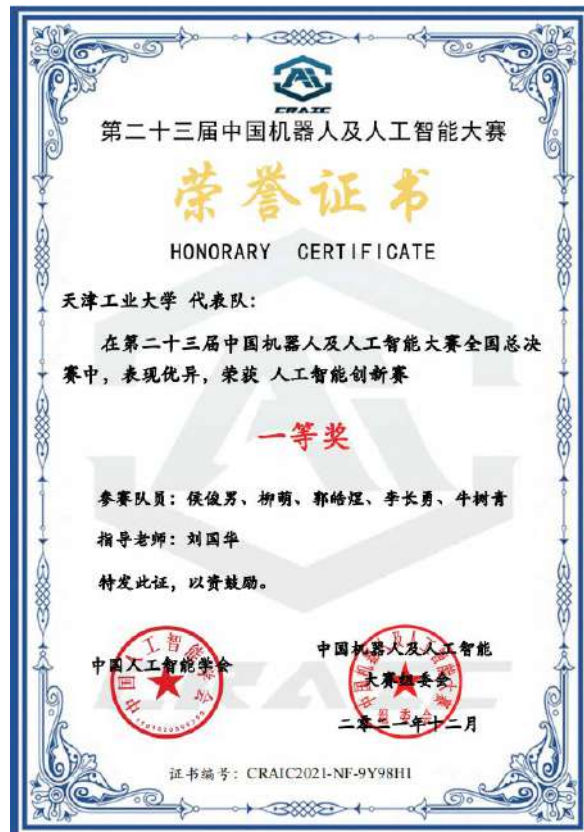 CRAIC
第二十三届中国机器人及人工智能大赛
荣誉证书
HONORARY CERTIFICATE
天津工业大学 代表队：
在第二十三届中国机器人及人工智能大赛全国总决
赛中，表现优异，荣获 人工智能创新赛
一等奖
参赛队员：侯俊男、柳萌、郭皓煜、李长勇、牛树青
指导老师：刘国华
特发此证，以资鼓励。
中国人工智能学会
中国机器人及人工智能
大赛组委会
二零二一年十二月
证书编号：CRAIC2021-NF-9Y98H1